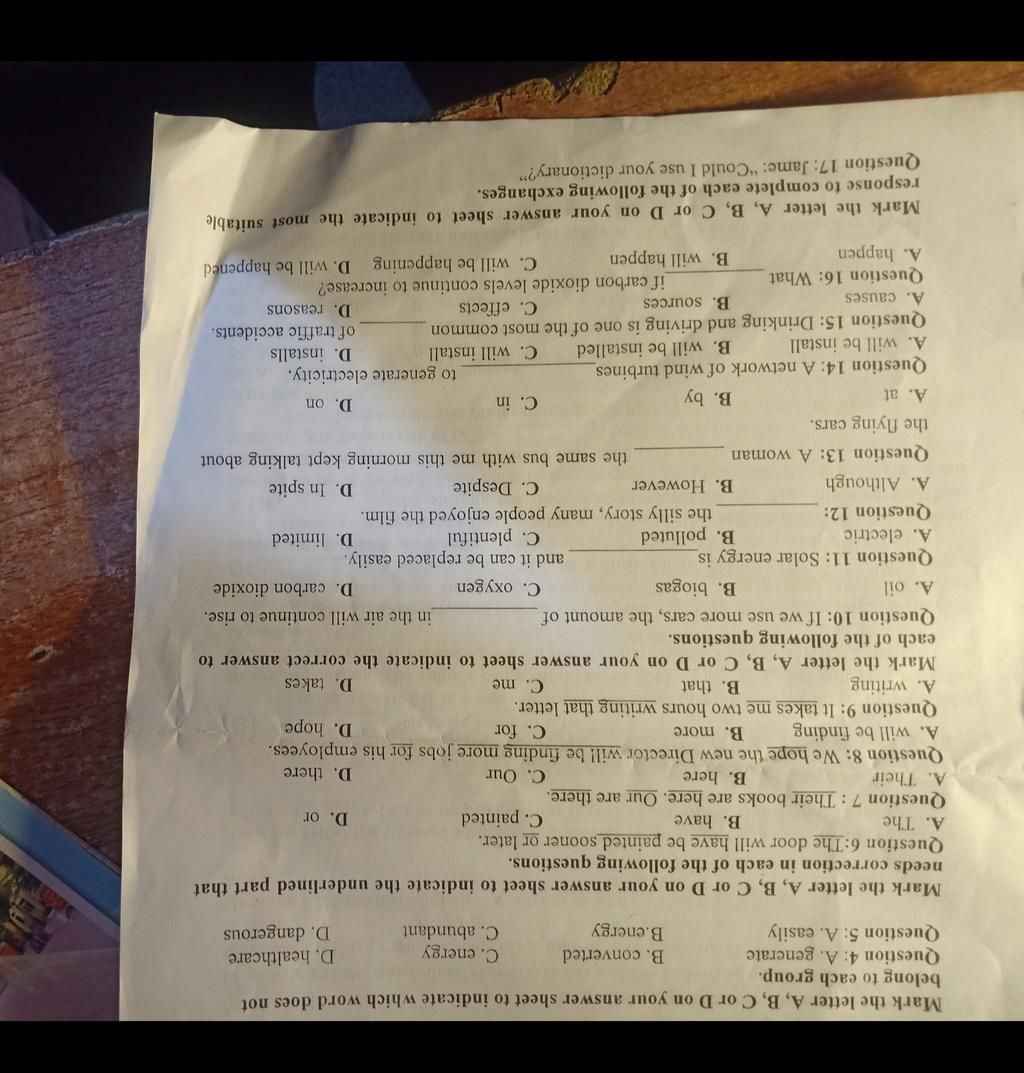 Mark the letter A, B, C or D on your answer sheet to indicate which word does not
belong to each group.
Question 4: A. generate B. converted C. energy D. healthcare
Question 5: A. easily B.energy C. abundant D. dangerous
Mark the letter A, B, C or D on your answer sheet to indicate the underlined part that
needs correction in each of the following questions.
Question 6:The door will have be painted sooner or later.
A. The B. have C. painted D. or
Question 7 : Their books are here. Our are there.
A. Their B. here C. Our D. there
Question 8: We hope the new Director will be finding more jobs for his employees.
A. will be finding B. more C. for D. hope
Question 9: It takes me two hours writing that letter.
A. writing B. that C. me D. takes
Mark the letter A, B, C or D on your answer sheet to indicate the correct answer to
each of the following questions.
Question 10: If we use more cars, the amount of __________ in the air will continue to rise.
A. oil B. biogas C. oxygen D. carbon dioxide
Question 11: Solar energy is __________ and it can be replaced easily.
A. electric B. polluted C. plentiful D. limited
Question 12: __________ the silly story, many people enjoyed the film.
A. Although B. However C. Despite D. In spite
Question 13: A woman __________ the same bus with me this morning kept talking about
the flying cars.
A. at B. by C. in D. on
Question 14: A network of wind turbines __________ to generate electricity.
A. will be install B. will be installed C. will install D. installs
Question 15: Drinking and driving is one of the most common ________ of traffic accidents.
A. causes B. sources C. effects D. reasons
Question 16: What __________ if carbon dioxide levels continue to increase?
A. happen B. will happen C. will be happening D. will be happened
Mark the letter A, B, C or D on your answer sheet to indicate the most suitable
response to complete each of the following exchanges.
Question 17: Jame: “Could I use your dictionary?”